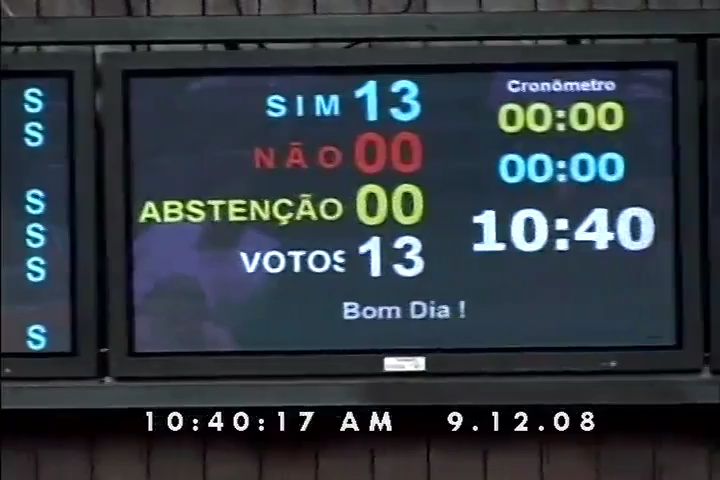 S
S
S
S
S
S
SIM 13
NÃO 00
ABSTENÇÃO 00
VOTOS 13
Bom Dia !
Cronômetro
00:00
00:00
10:40
10:40:17 AM 9.12.08